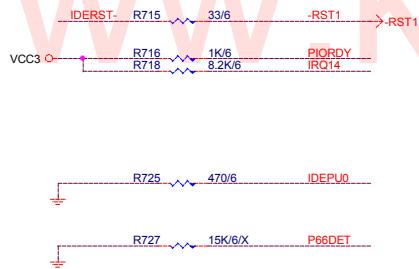 IDERST- R715 33/6 -RST1 -RST1
VCC3 R716 1K/6 PIORDY
R718 8.2K/6 IRQ14
R725 470/6 IDEPU0
R727 15K/6/X P66DET